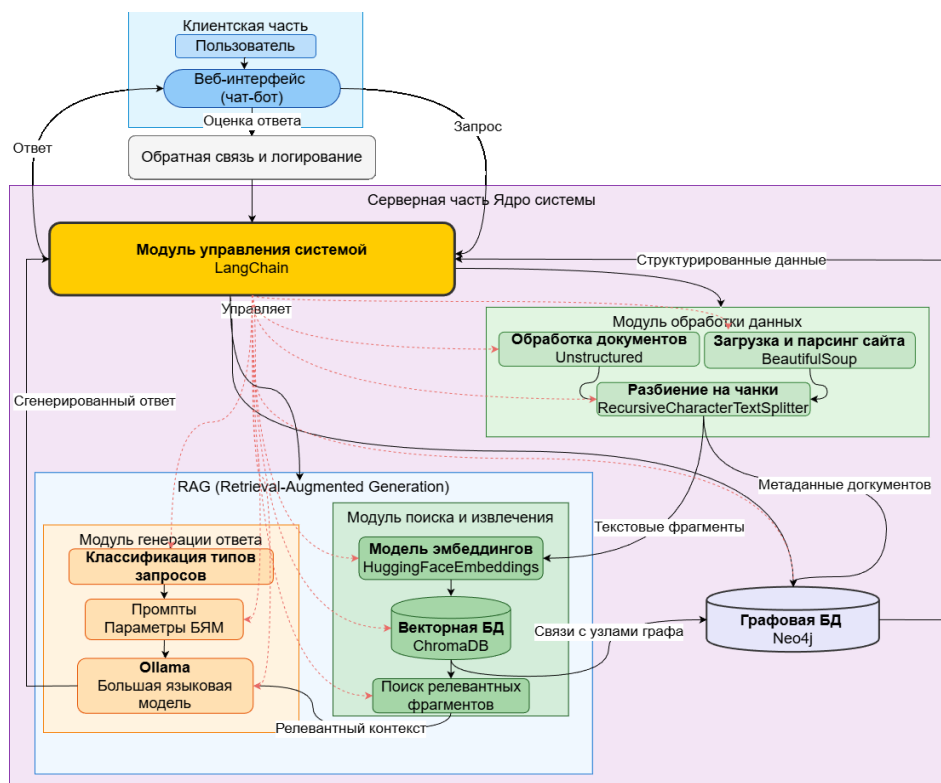 Клиентская часть
Пользователь
Веб-интерфейс
(чат-бот)
Оценка ответа
Запрос
Ответ
Обратная связь и логирование
Серверная часть Ядро системы
Модуль управления системой
LangChain
Структурированные данные
Управляет
Модуль обработки данных
Обработка документов
Unstructured
Загрузка и парсинг сайта
BeautifulSoup
Разбиение на чанки
RecursiveCharacterTextSplitter
Сгенерированный ответ
RAG (Retrieval-Augmented Generation)
Метаданные догкументов
Текстовые фрагменты
Модуль поиска и извлечения
Модель эмбеддингов
HuggingFaceEmbeddings
Векторная БД
ChromaDB
Поиск релевантных
фрагментов
Модуль генерации ответа
Классификация типов
запросов
Промпты
Параметры БЯМ
Ollama
Большая языковая
модель
Связи с узлами графа
Графовая БД
Neo4j
Релевантный контекст